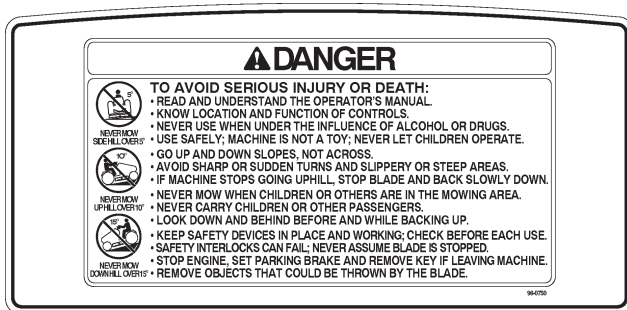 DANGER
TO AVOID SERIOUS INJURY OR DEATH:
• READ AND UNDERSTAND THE OPERATOR'S MANUAL.
• KNOW LOCATION AND FUNCTION OF CONTROLS.
• NEVER USE WHEN UNDER THE INFLUENCE OF ALCOHOL OR DRUGS.
• USE SAFELY; MACHINE IS NOT A TOY; NEVER LET CHILDREN OPERATE.
• GO UP AND DOWN SLOPES, NOT ACROSS.
• AVOID SHARP OR SUDDEN TURNS AND SLIPPERY OR STEEP AREAS.
• IF MACHINE STOPS GOING UPHILL, STOP BLADE AND BACK SLOWLY DOWN.
• NEVER MOW WHEN CHILDREN OR OTHERS ARE IN THE MOWING AREA.
• NEVER CARRY CHILDREN OR OTHER PASSENGERS.
• LOOK DOWN AND BEHIND BEFORE AND WHILE BACKING UP.
• KEEP SAFETY DEVICES IN PLACE AND WORKING; CHECK BEFORE EACH USE.
• SAFETY INTERLOCKS CAN FAIL; NEVER ASSUME BLADE IS STOPPED.
• STOP ENGINE, SET PARKING BRAKE AND REMOVE KEY IF LEAVING MACHINE.
• REMOVE OBJECTS THAT COULD BE THROWN BY THE BLADE.
5°
NEVER MOW
SIDE HILL OVER 5°
10°
NEVER MOW
UP HILL OVER 10°
15°
NEVER MOW
DOWN HILL OVER 15°
98-0750